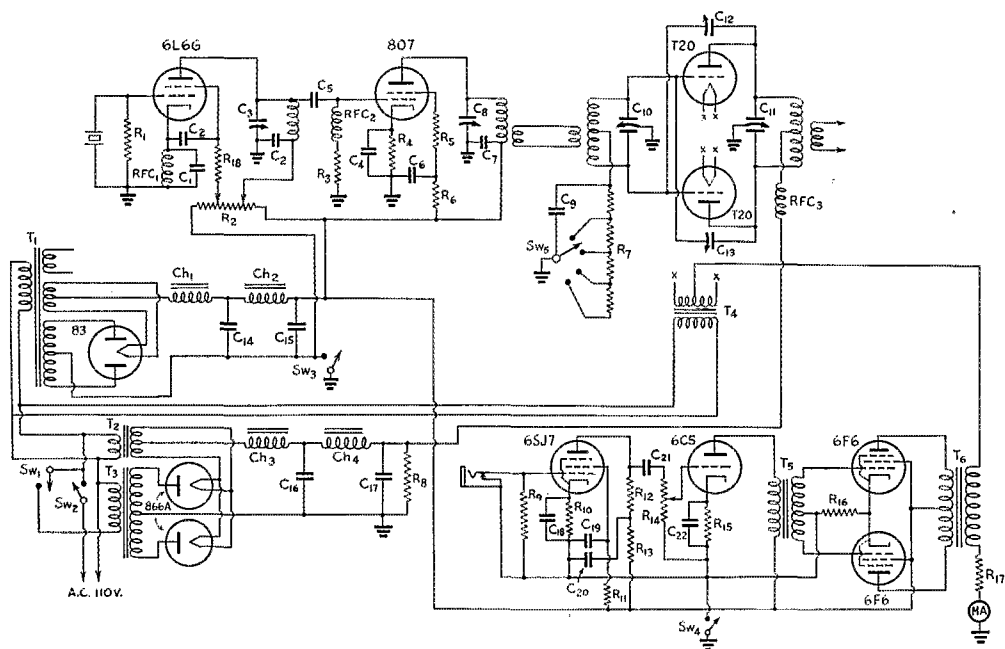 6L6G
807
C12
T20
R1
C2
RFC1
C1
R18
C3
C2
C5
RFC2
R3
C4
R4
C6
R5
R6
C8
C7
C10
C11
x x
x x
T20
C13
RFC3
R2
C9
Sw5
R7
T1
83
Ch1
Ch2
C14
C15
Sw3
x
x
T4
T2
T3
Sw1
Sw2
866A
A.C. 110V.
Ch3
Ch4
C16
C17
R8
6SJ7
R9
C18
R10
C19
C20
R11
R12
R13
C21
R14
6C5
C22
R15
Sw4
T5
6F6
R16
6F6
T6
R17
MA